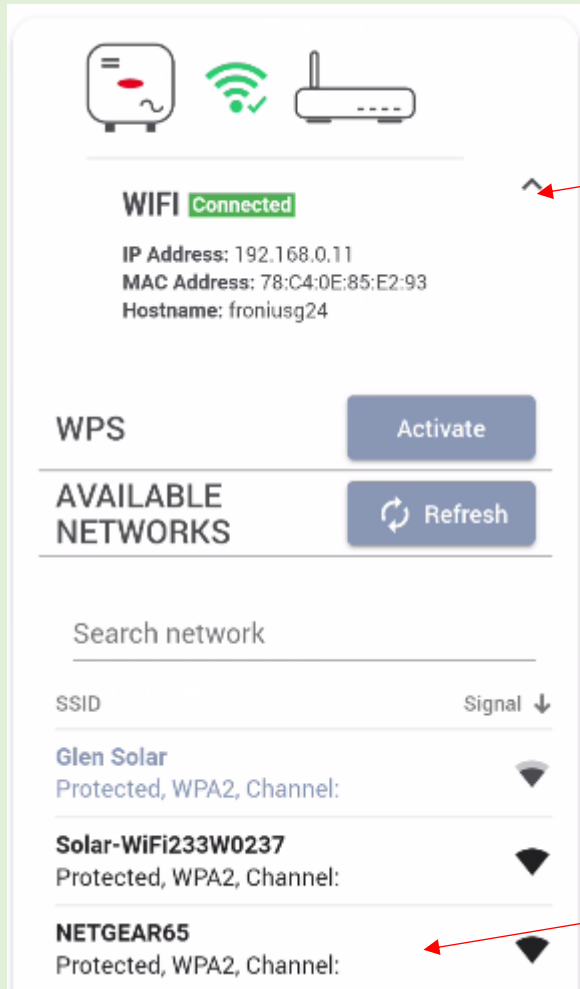 WIFI Connected
IP Address: 192.168.0.11
MAC Address: 78:C4:0E:85:E2:93
Hostname: froniusg24
WPS
Activate
AVAILABLE
NETWORKS
Refresh
Search network
SSID Signal
Glen Solar
Protected, WPA2, Channel:
Solar-WiFi233W0237
Protected, WPA2, Channel:
NETGEAR65
Protected, WPA2, Channel: